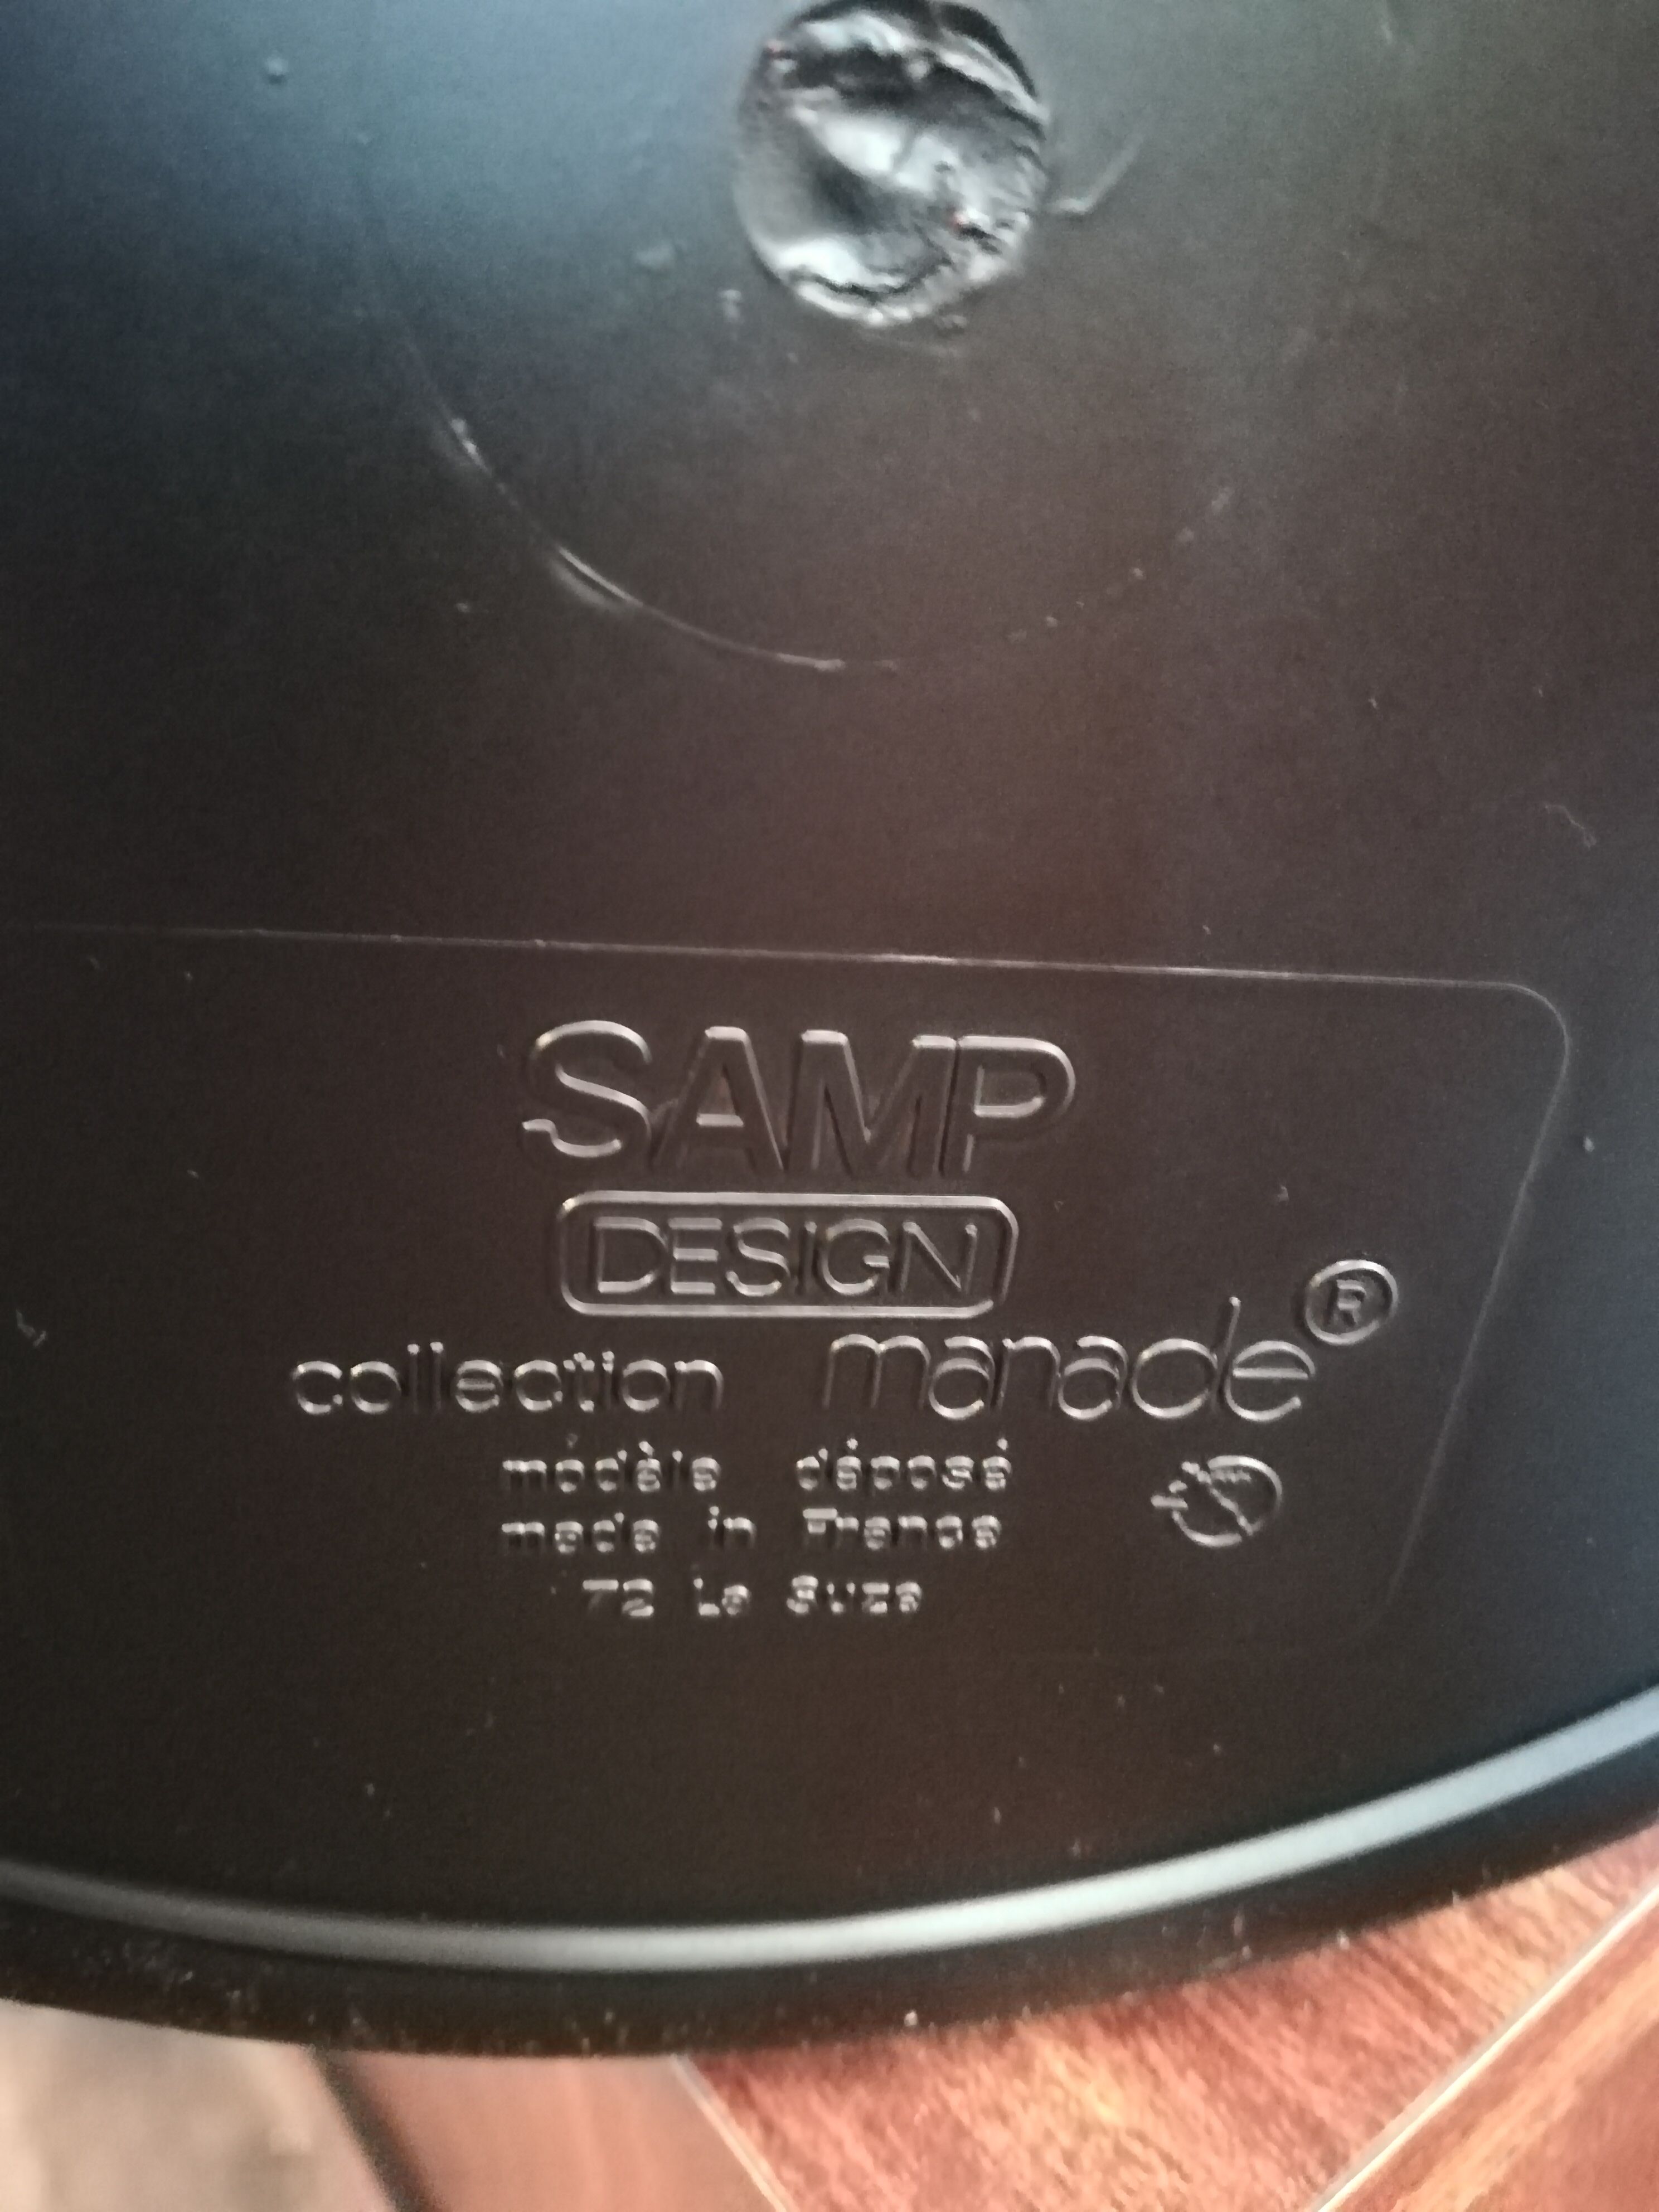 SAMP
DESIGN
collection manade®
modèle déposé
made in France
72 La Suze